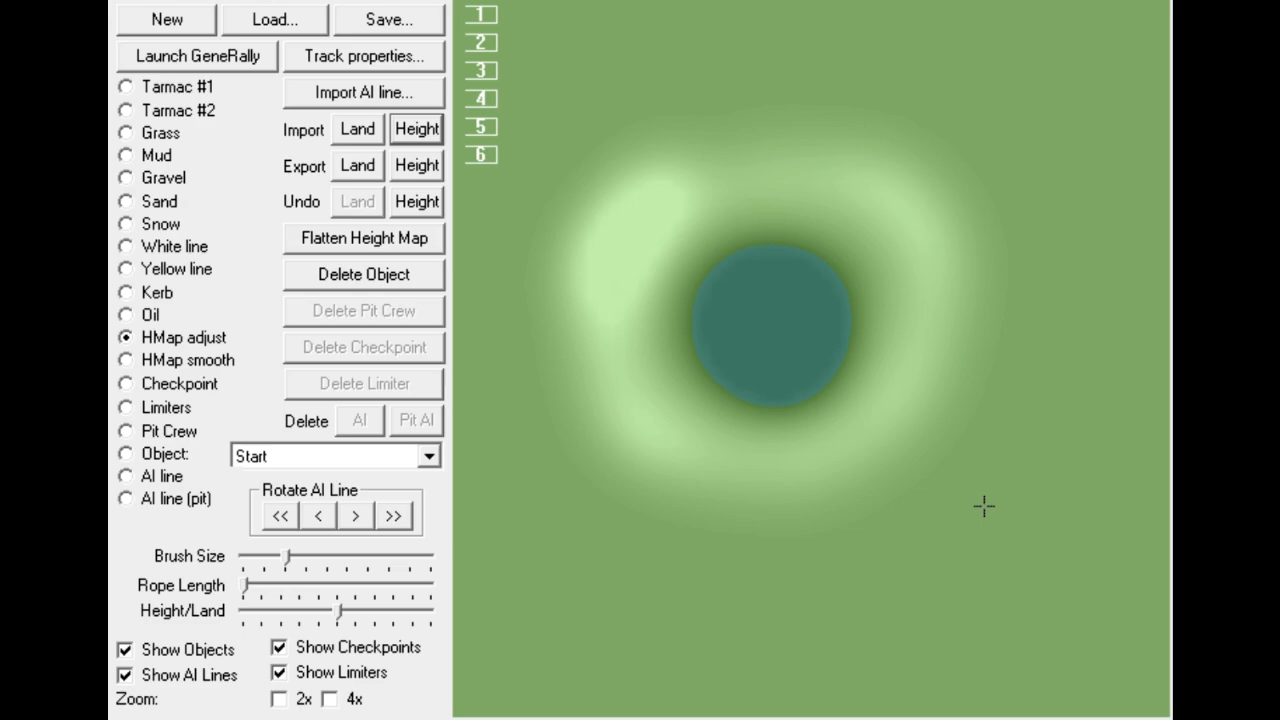 New Load... Save...
Launch GeneRally Track properties...
Tarmac #1 Import AI line...
Tarmac #2
Grass Import Land Height
Mud Export Land Height
Gravel
Sand Undo Land Height
Snow
White line Flatten Height Map
Yellow line Delete Object
Kerb
Oil Delete Pit Crew
HMap adjust Delete Checkpoint
HMap smooth
Checkpoint Delete Limiter
Limiters
Pit Crew Delete AI Pit AI
Object: Start
AI line
AI line (pit) Rotate AI Line
<< < > >>
Brush Size
Rope Length
Height/Land
Show Objects Show Checkpoints
Show AI Lines Show Limiters
Zoom: 2x 4x
1
2
3
4
5
6